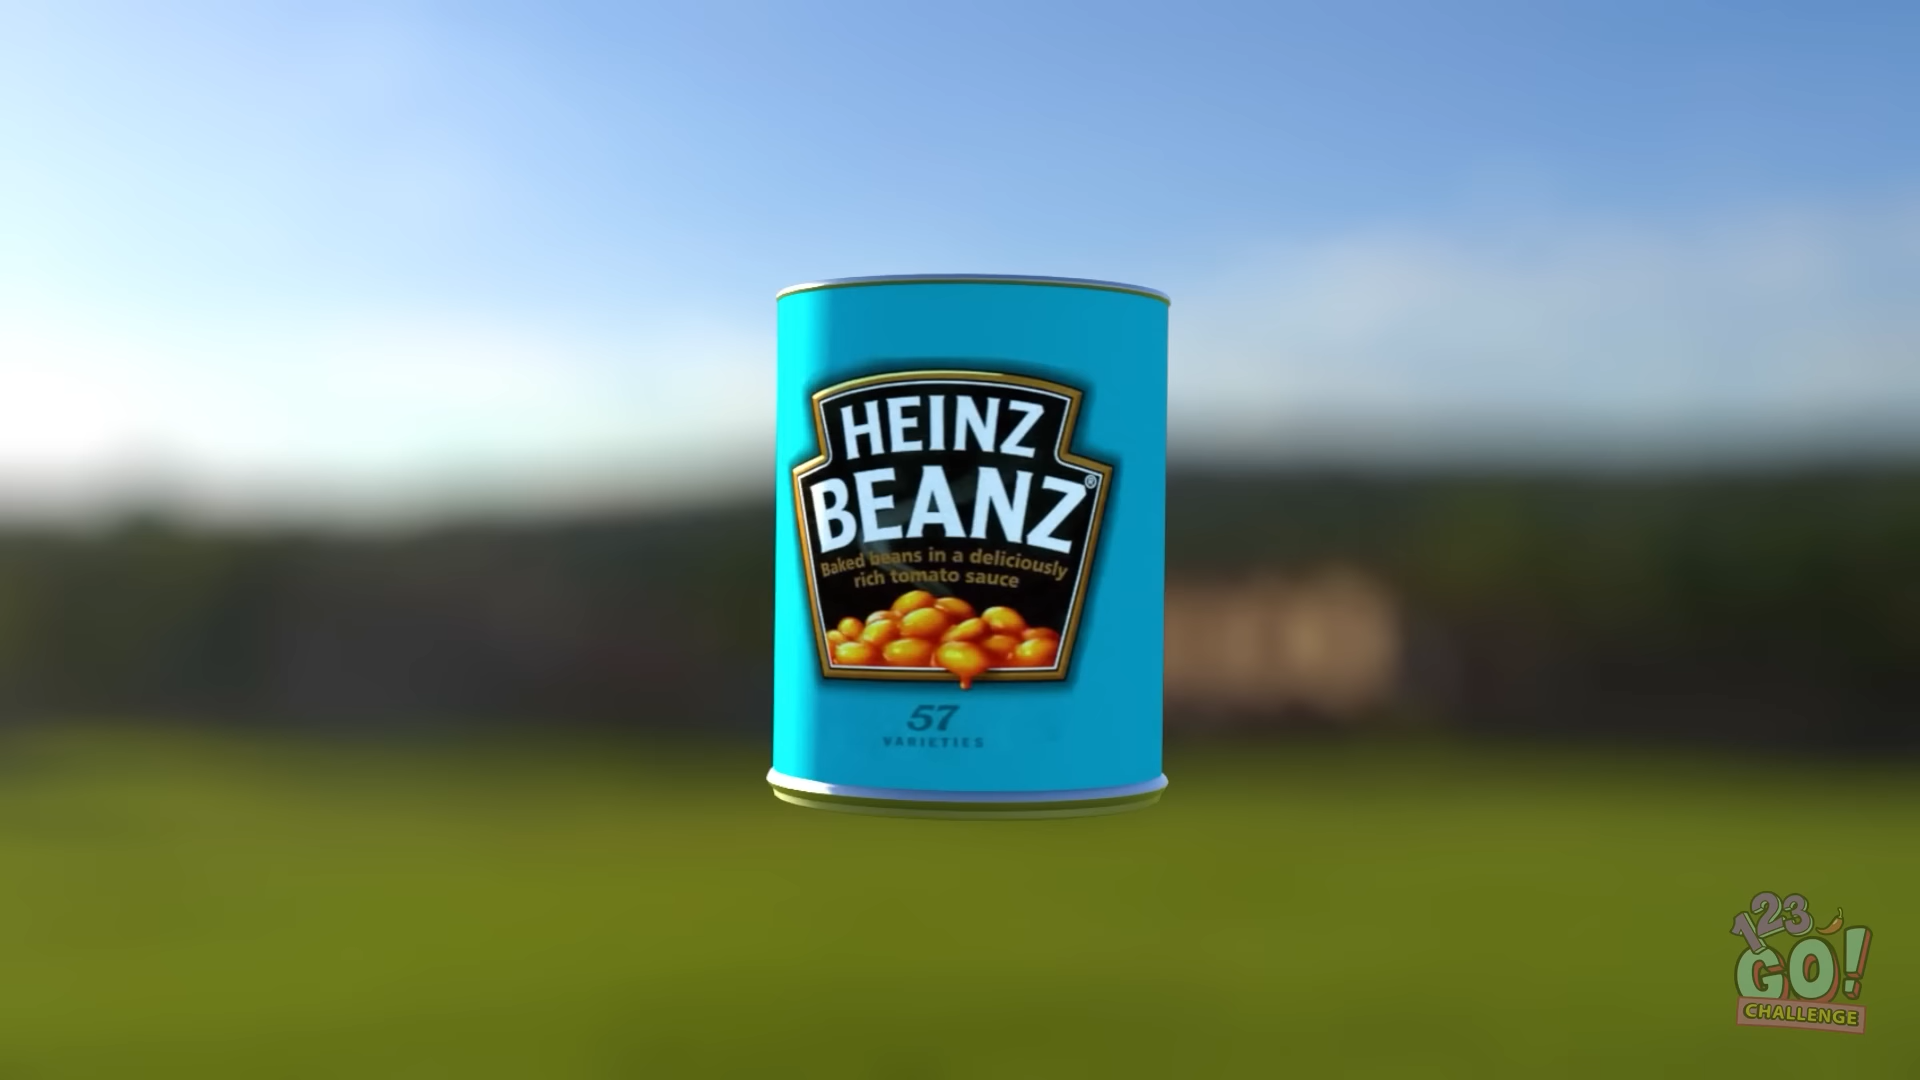 HEINZ
BEANZ®
Baked beans in a deliciously
rich tomato sauce
57
VARIETIES
123
GO!
CHALLENGE